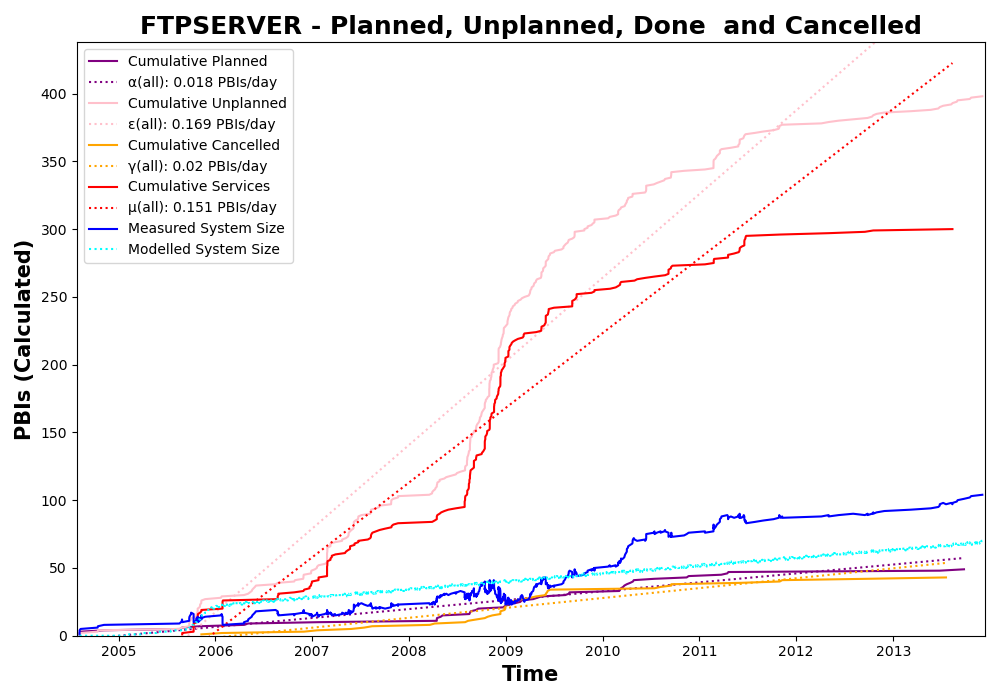 FTPSERVER - Planned, Unplanned, Done  and Cancelled
Cumulative Planned
α(all): 0.018 PBIs/day
Cumulative Unplanned
ε(all): 0.169 PBIs/day
Cumulative Cancelled
γ(all): 0.02 PBIs/day
Cumulative Services
μ(all): 0.151 PBIs/day
Measured System Size
Modelled System Size
PBIs (Calculated)
400
350
300
250
200
150
100
50
0
2005 2006 2007 2008 2009 2010 2011 2012 2013
Time